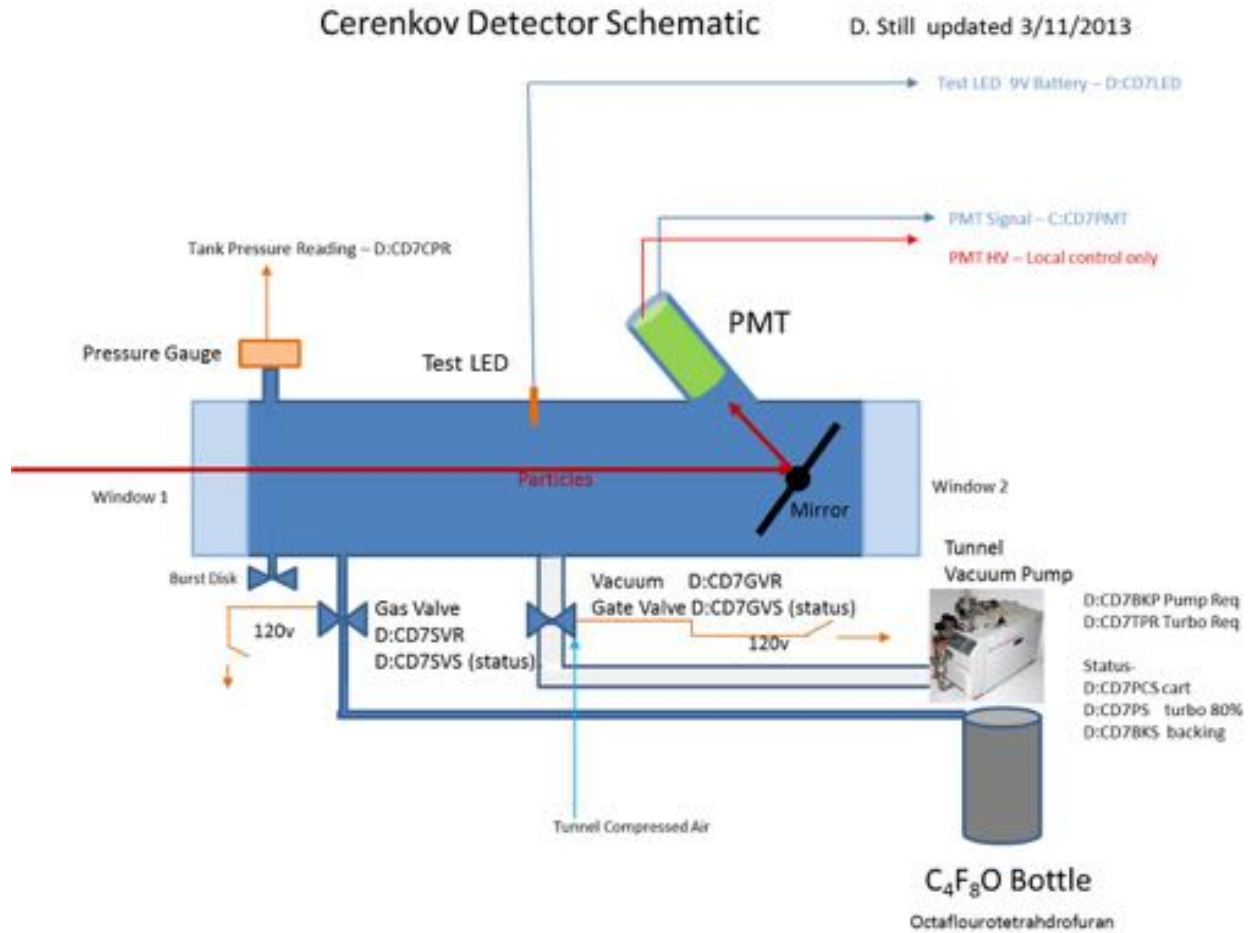 Cerenkov Detector Schematic
D. Still updated 3/11/2013
Test LED 9V Battery – D:CD7LED
PMT Signal – C:CD7PMT
PMT HV – Local control only
Tank Pressure Reading – D:CD7CPR
PMT
Pressure Gauge
Test LED
Particles
Window 1
Window 2
Mirror
Burst Disk
120v
Gas Valve
D:CD7SVR
D:CD7SVS (status)
Vacuum D:CD7GVR
Gate Valve D:CD7GVS (status)
120v
Tunnel
Vacuum Pump
D:CD7BKP Pump Req
D:CD7TPR Turbo Req
Status-
D:CD7PCS cart
D:CD7PS turbo 80%
D:CD7BKS backing
Tunnel Compressed Air
C₄F₈O Bottle
Octaflourotetrahdrofuran